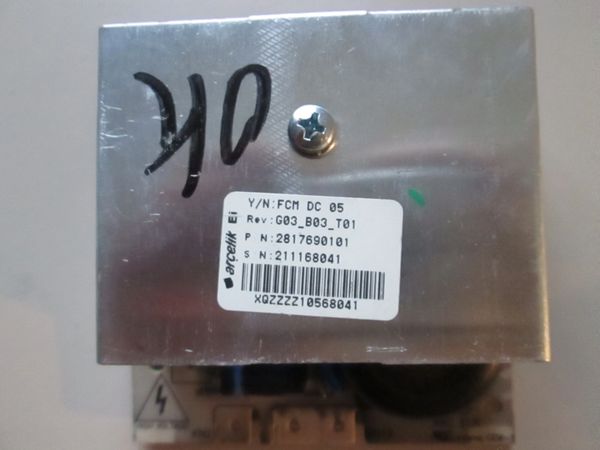 OK
Y/N:FCM DC 05
Rev:G03_B03_T01
P N:2817690101
S N:211168041
XQZZZZ10568041
arçelik Ei